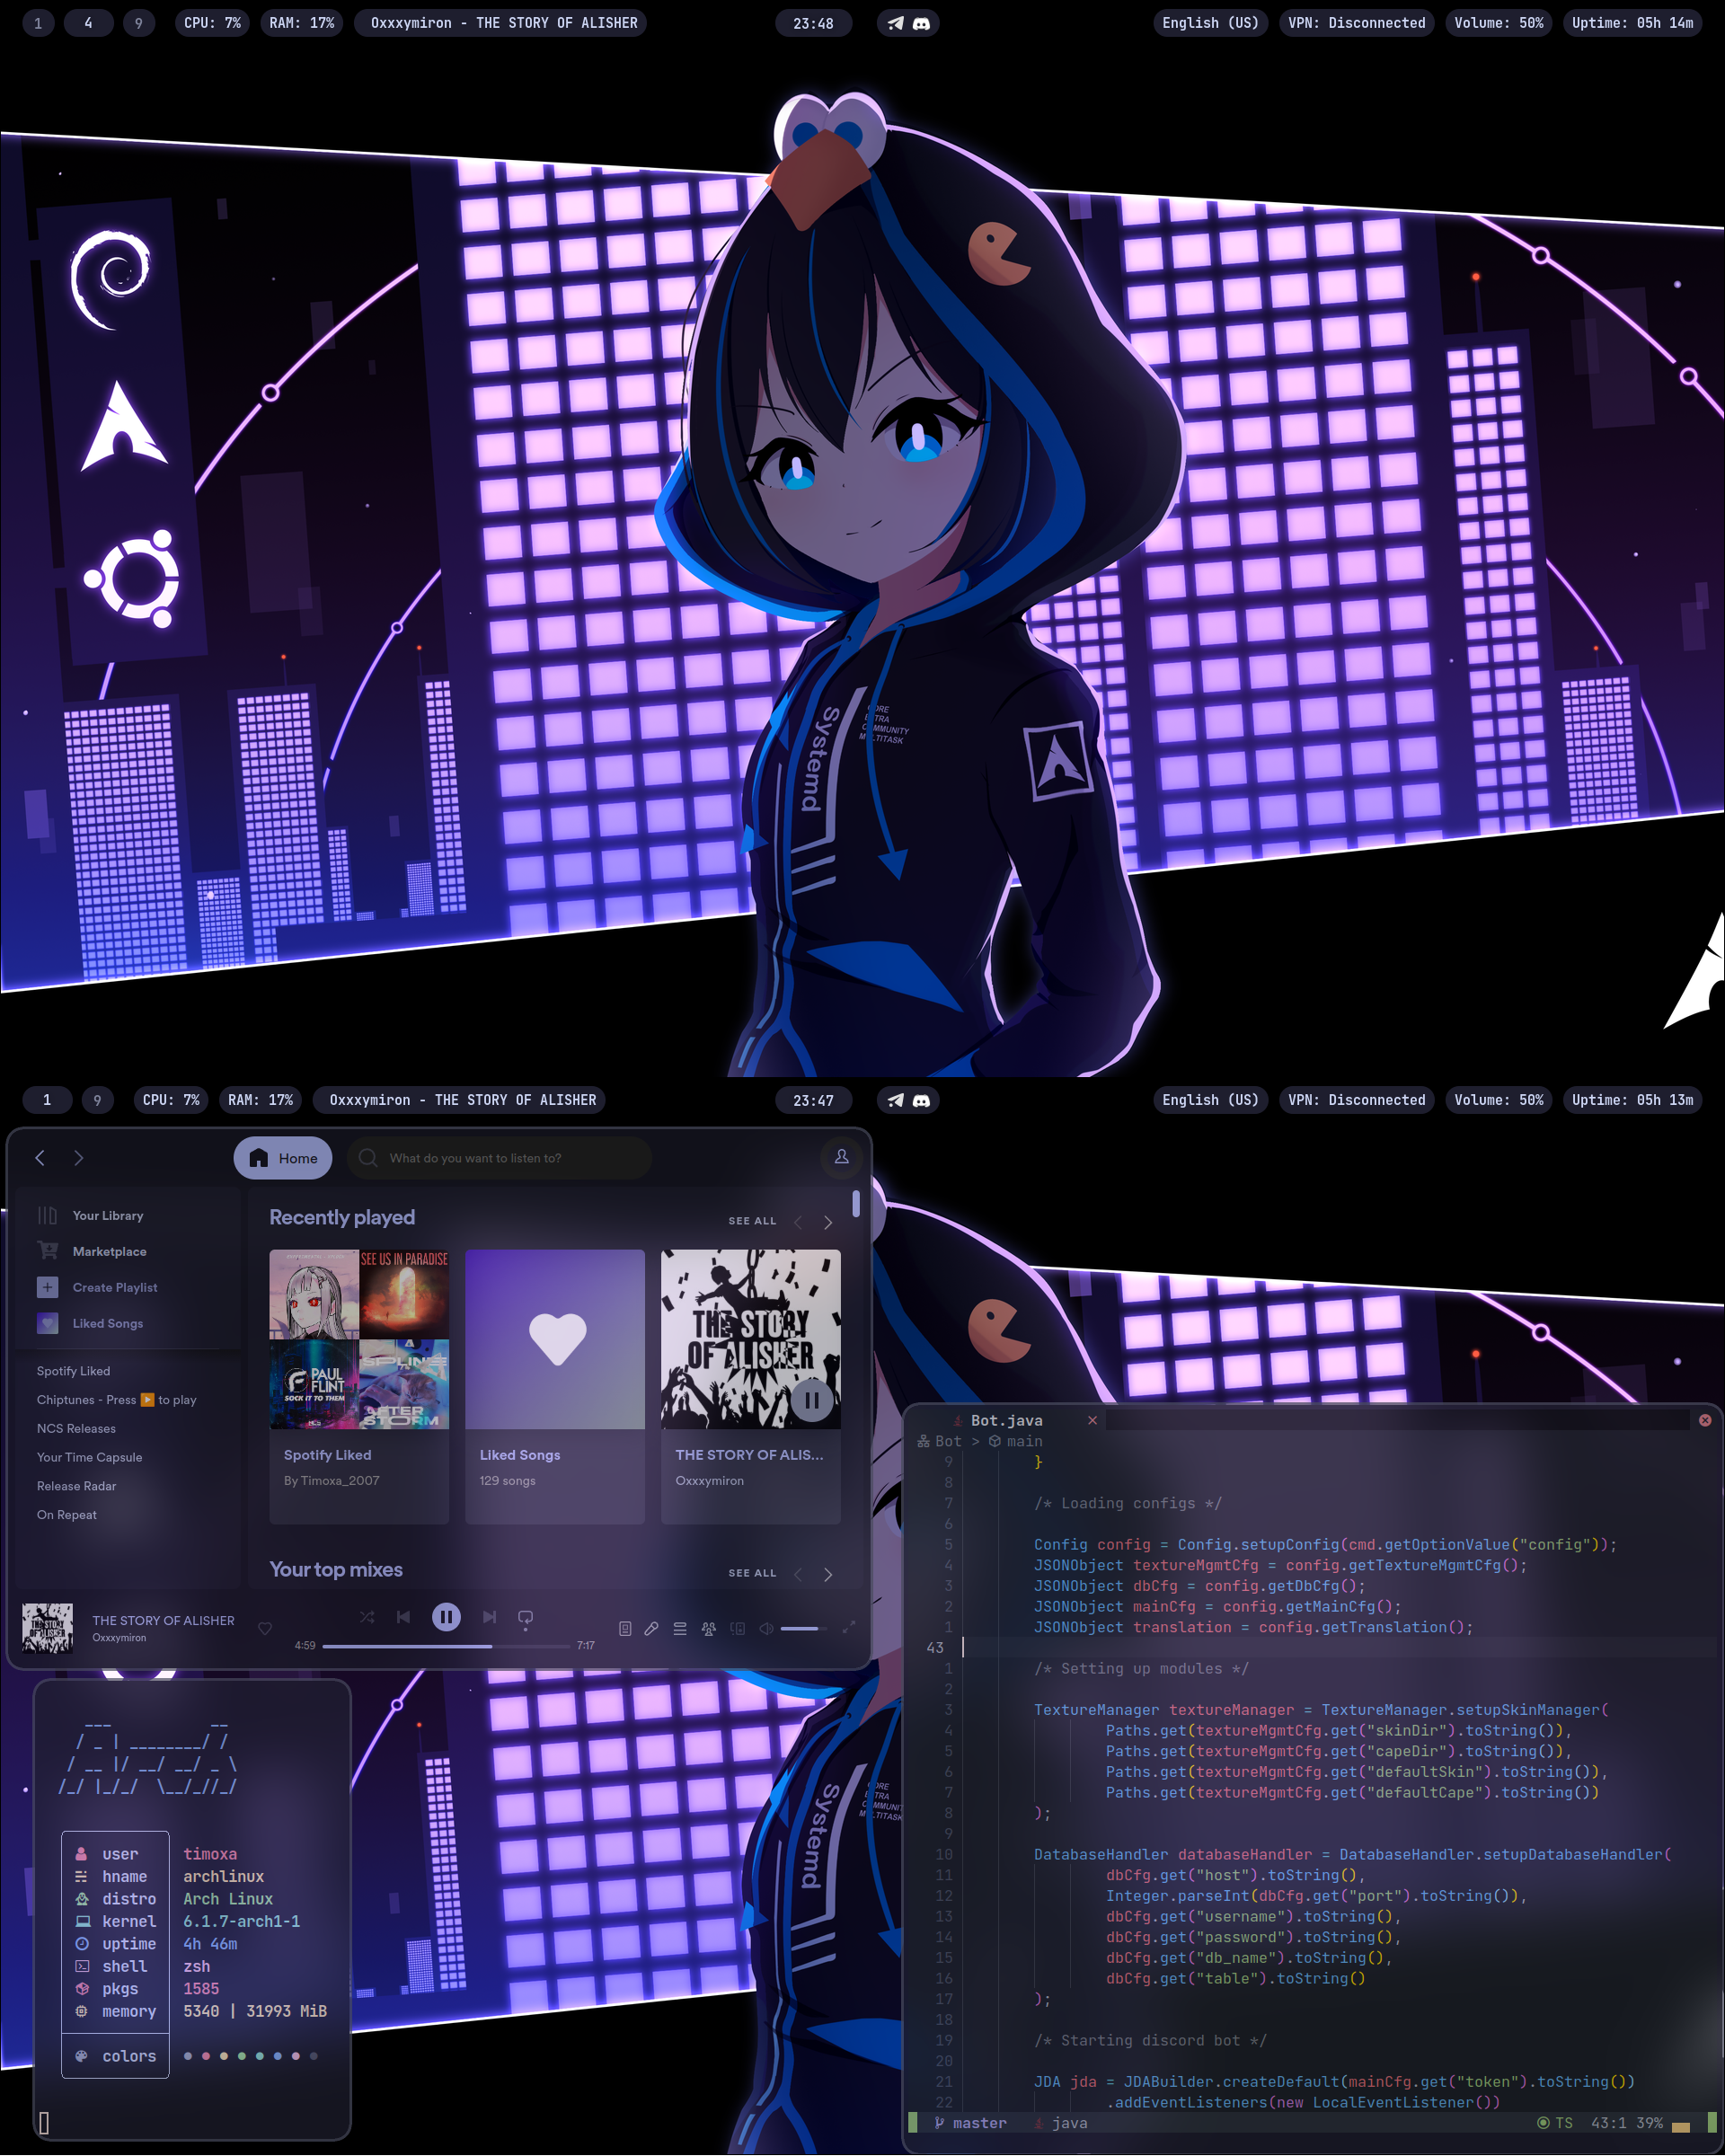 1 4 9 CPU: 7% RAM: 17% Oxxxymiron - THE STORY OF ALISHER 23:48 English (US) VPN: Disconnected Volume: 50% Uptime: 05h 14m
Systemd
CORE
EXTRA
COMMUNITY
MULTITASK
1 9 CPU: 7% RAM: 17% Oxxxymiron - THE STORY OF ALISHER 23:47 English (US) VPN: Disconnected Volume: 50% Uptime: 05h 13m
Home What do you want to listen to?
Your Library
Marketplace
Create Playlist
Liked Songs
Spotify Liked
Chiptunes - Press ▶️ to play
NCS Releases
Your Time Capsule
Release Radar
On Repeat
Recently played SEE ALL
SEE US IN PARADISE
PAUL
FLINT
SOCK IT TO THEM
NCS
SPLINE
AFTER
STORM
THE STORY
OF ALISHER
Spotify Liked
By Timoxa_2007
Liked Songs
129 songs
THE STORY OF ALIS...
Oxxxymiron
Your top mixes SEE ALL
THE STORY OF ALISHER
Oxxxymiron
4:59 7:17
___           __
/ _ | ________/ /
/ __ |/ __/ __/ _ \
/_/ |_/_/  \__/_//_/
user timoxa
hname archlinux
distro Arch Linux
kernel 6.1.7-arch1-1
uptime 4h 46m
shell zsh
pkgs 1585
memory 5340 | 31993 MiB
colors
Systemd
CORE
EXTRA
Bot.java
Bot > main
9 }
8
7 /* Loading configs */
6
5 Config config = Config.setupConfig(cmd.getOptionValue("config"));
4 JSONObject textureMgmtCfg = config.getTextureMgmtCfg();
3 JSONObject dbCfg = config.getDbCfg();
2 JSONObject mainCfg = config.getMainCfg();
1 JSONObject translation = config.getTranslation();
43
1 /* Setting up modules */
2
3 TextureManager textureManager = TextureManager.setupSkinManager(
4 Paths.get(textureMgmtCfg.get("skinDir").toString()),
5 Paths.get(textureMgmtCfg.get("capeDir").toString()),
6 Paths.get(textureMgmtCfg.get("defaultSkin").toString()),
7 Paths.get(textureMgmtCfg.get("defaultCape").toString())
8 );
9
10 DatabaseHandler databaseHandler = DatabaseHandler.setupDatabaseHandler(
11 dbCfg.get("host").toString(),
12 Integer.parseInt(dbCfg.get("port").toString()),
13 dbCfg.get("username").toString(),
14 dbCfg.get("password").toString(),
15 dbCfg.get("db_name").toString(),
16 dbCfg.get("table").toString()
17 );
18
19 /* Starting discord bot */
20
21 JDA jda = JDABuilder.createDefault(mainCfg.get("token").toString())
22 .addEventListeners(new LocalEventListener())
master java TS 43:1 39%